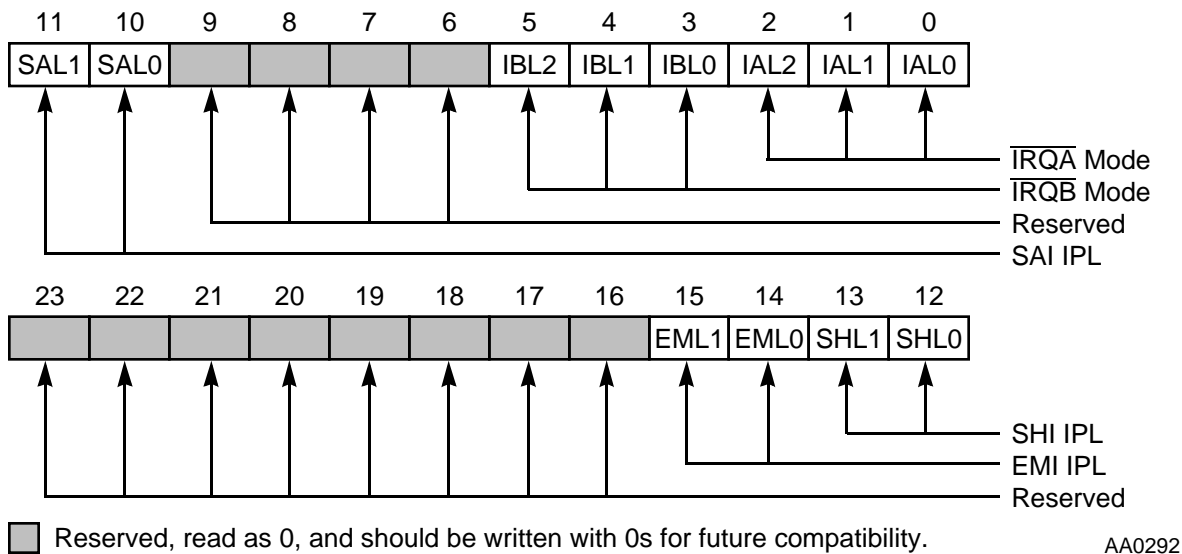 11 10 9 8 7 6 5 4 3 2 1 0
SAL1 SAL0 IBL2 IBL1 IBL0 IAL2 IAL1 IAL0
IRQA Mode
IRQB Mode
Reserved
SAI IPL
23 22 21 20 19 18 17 16 15 14 13 12
EML1 EML0 SHL1 SHL0
SHI IPL
EMI IPL
Reserved
Reserved, read as 0, and should be written with 0s for future compatibility.
AA0292